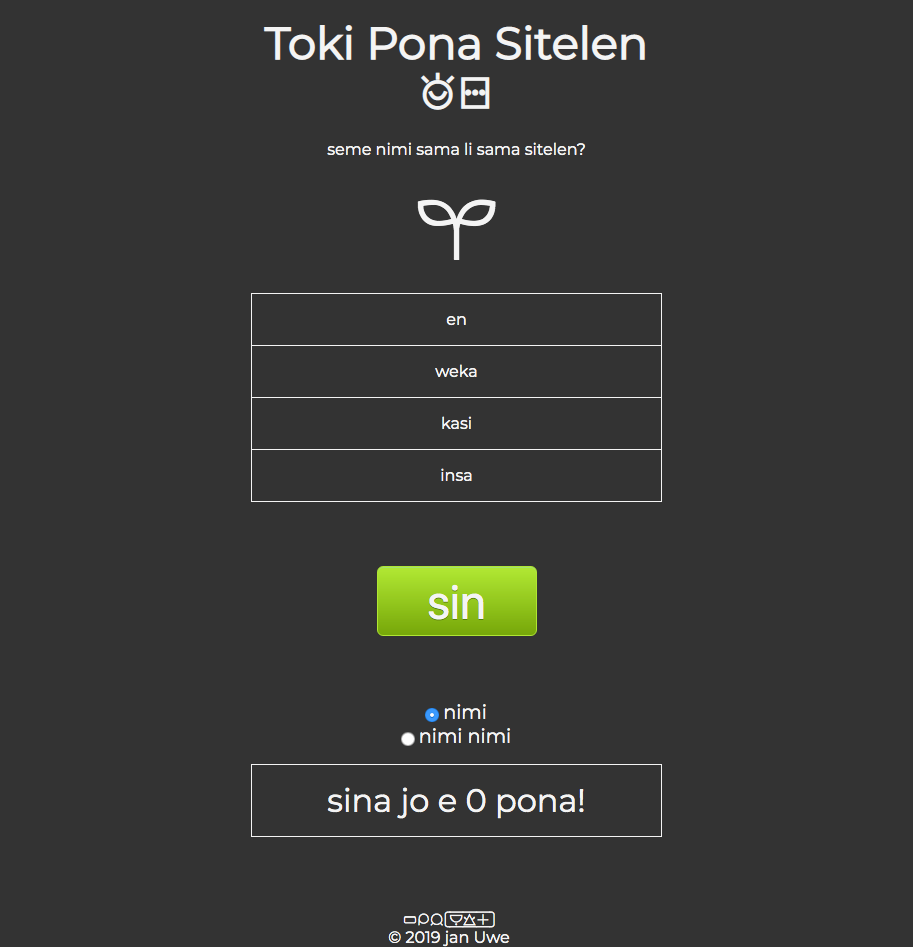 Toki Pona Sitelen
seme nimi sama li sama sitelen?
en
weka
kasi
insa
sin
nimi
nimi nimi
sina jo e 0 pona!
© 2019 jan Uwe